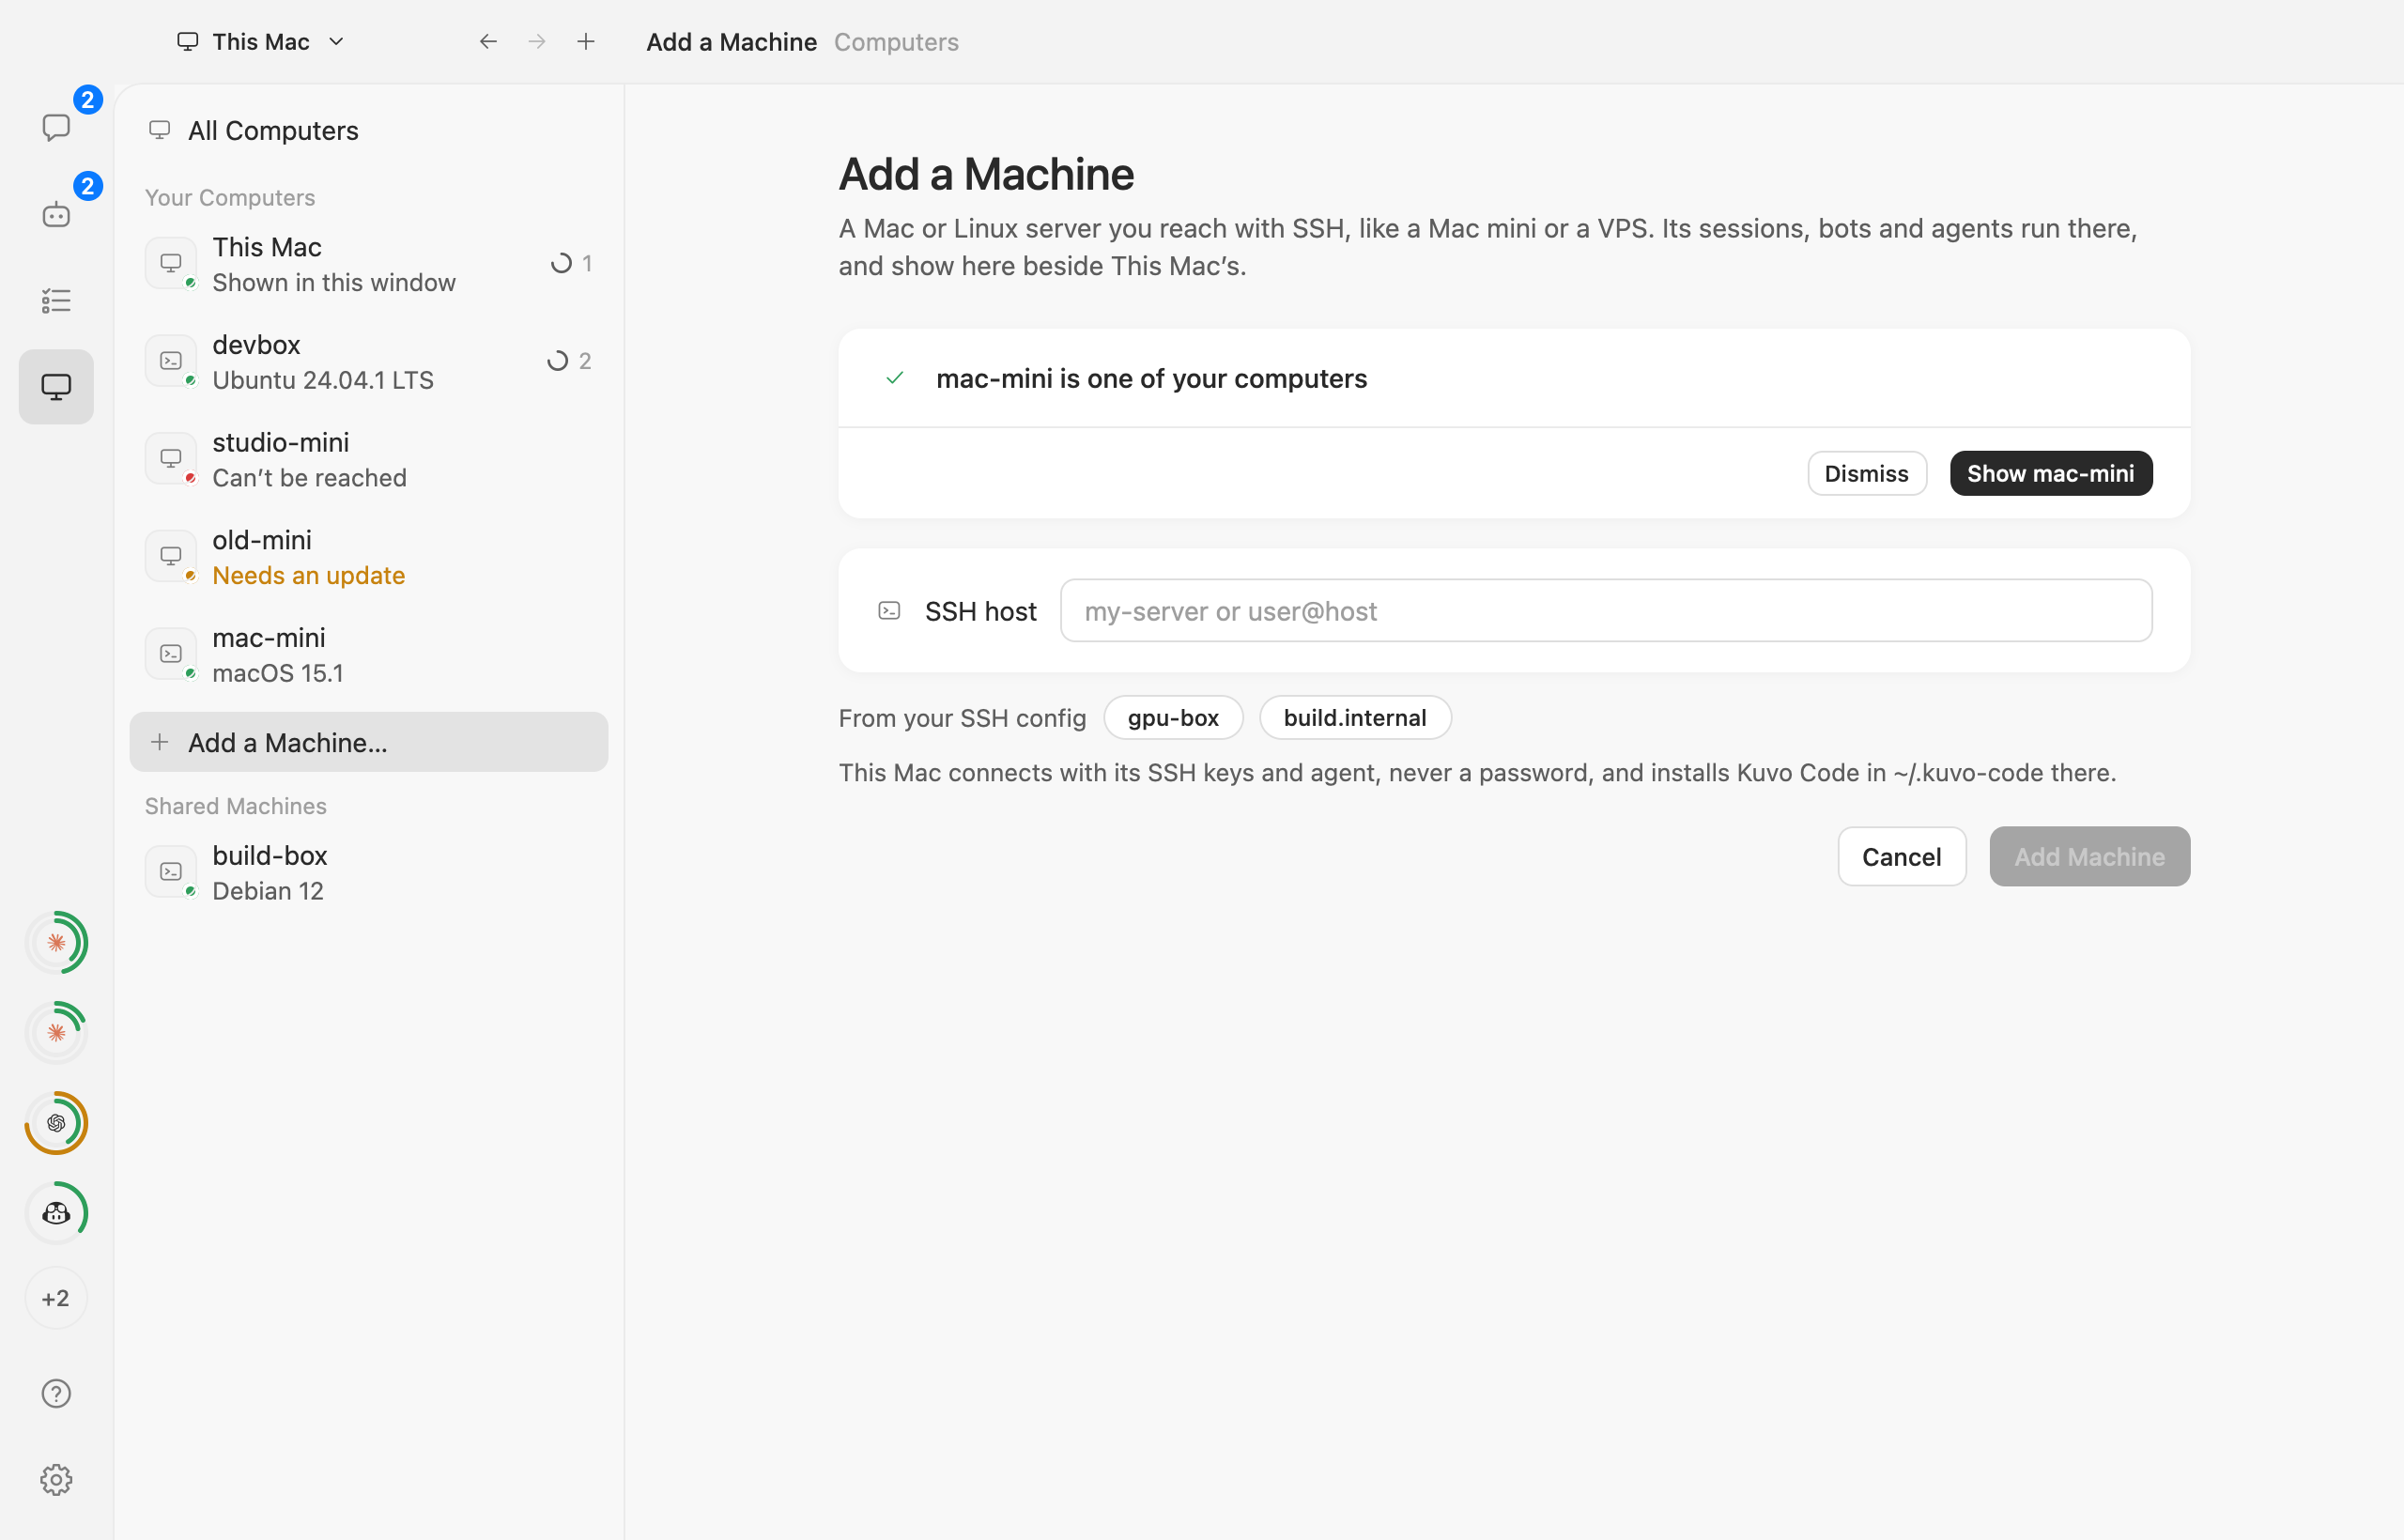 This Mac
Add a Machine Computers
2
2
All Computers
Your Computers
This Mac
Shown in this window
1
devbox
Ubuntu 24.04.1 LTS
2
studio-mini
Can’t be reached
old-mini
Needs an update
mac-mini
macOS 15.1
Add a Machine...
Shared Machines
build-box
Debian 12
+2
Add a Machine
A Mac or Linux server you reach with SSH, like a Mac mini or a VPS. Its sessions, bots and agents run there,
and show here beside This Mac’s.
mac-mini is one of your computers
Dismiss
Show mac-mini
SSH host
my-server or user@host
From your SSH config
gpu-box
build.internal
This Mac connects with its SSH keys and agent, never a password, and installs Kuvo Code in ~/.kuvo-code there.
Cancel
Add Machine